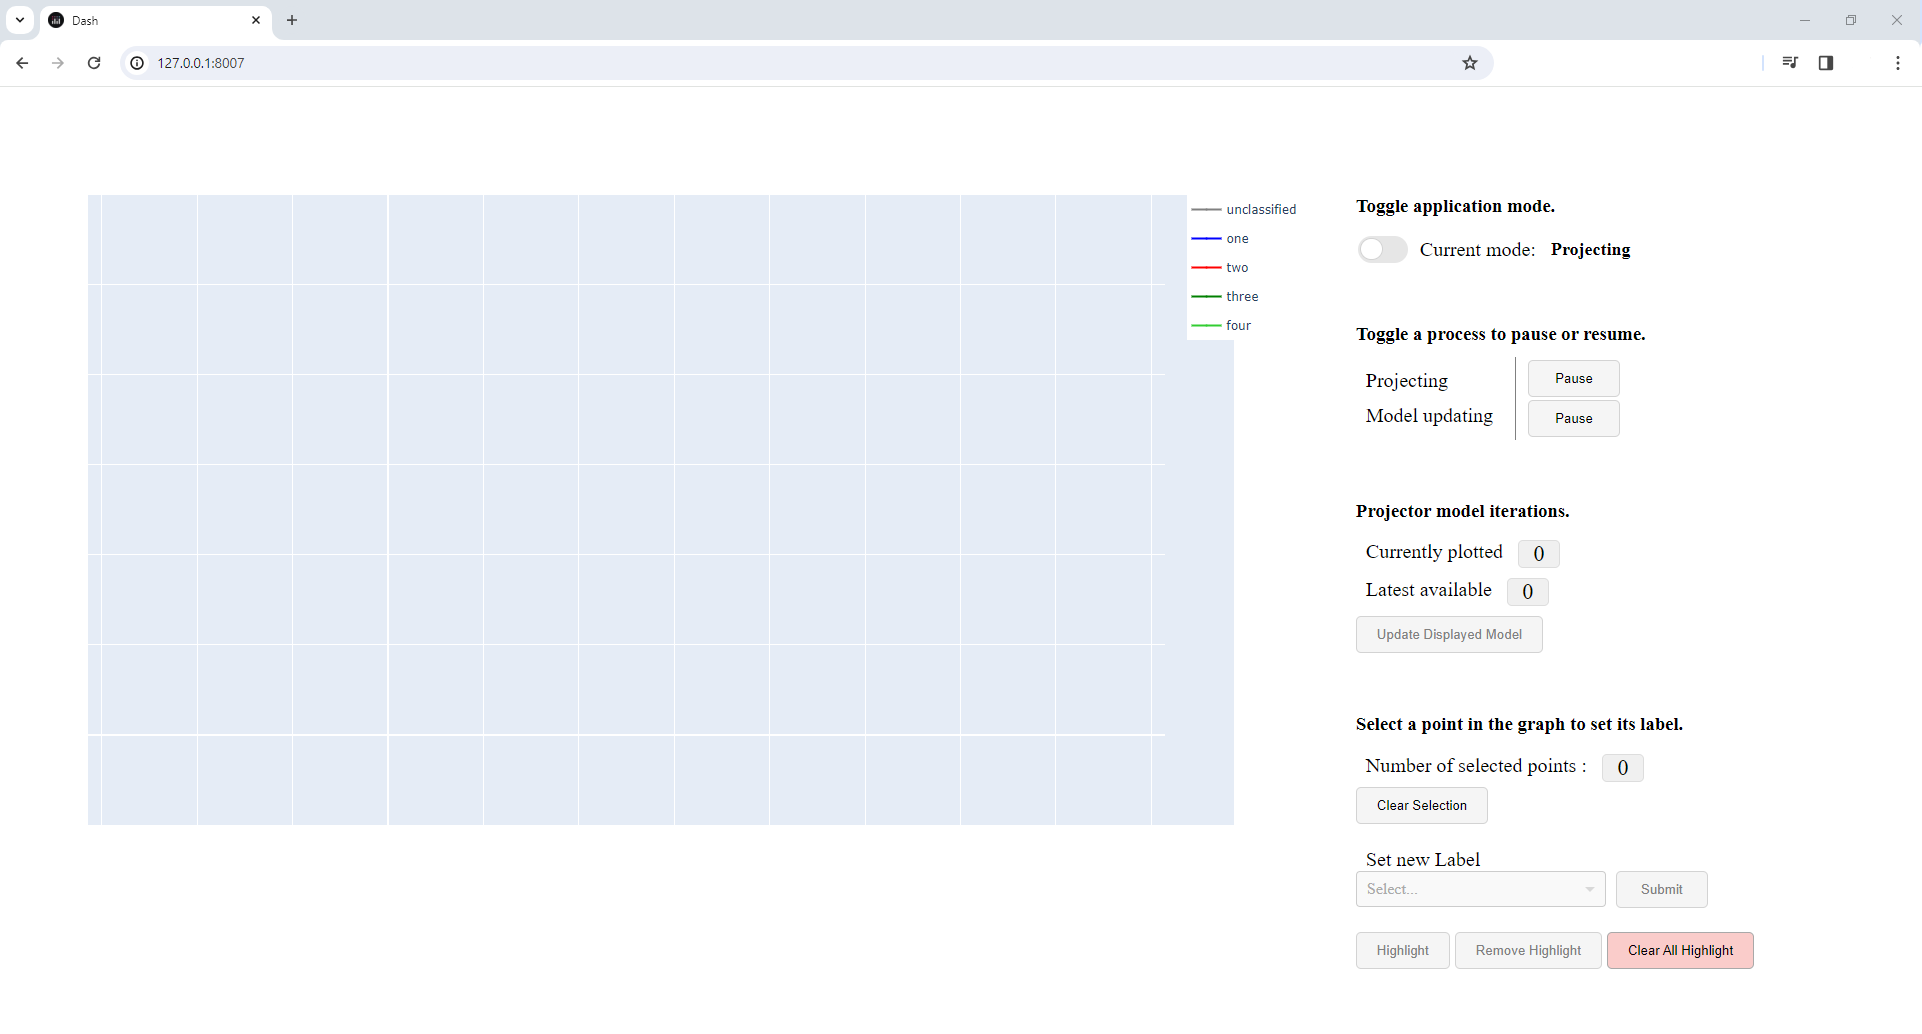 Dash
127.0.0.1:8007
unclassified
one
two
three
four
Toggle application mode.
Current mode: Projecting
Toggle a process to pause or resume.
Projecting Pause
Model updating Pause
Projector model iterations.
Currently plotted 0
Latest available 0
Update Displayed Model
Select a point in the graph to set its label.
Number of selected points : 0
Clear Selection
Set new Label
Select... Submit
Highlight Remove Highlight Clear All Highlight